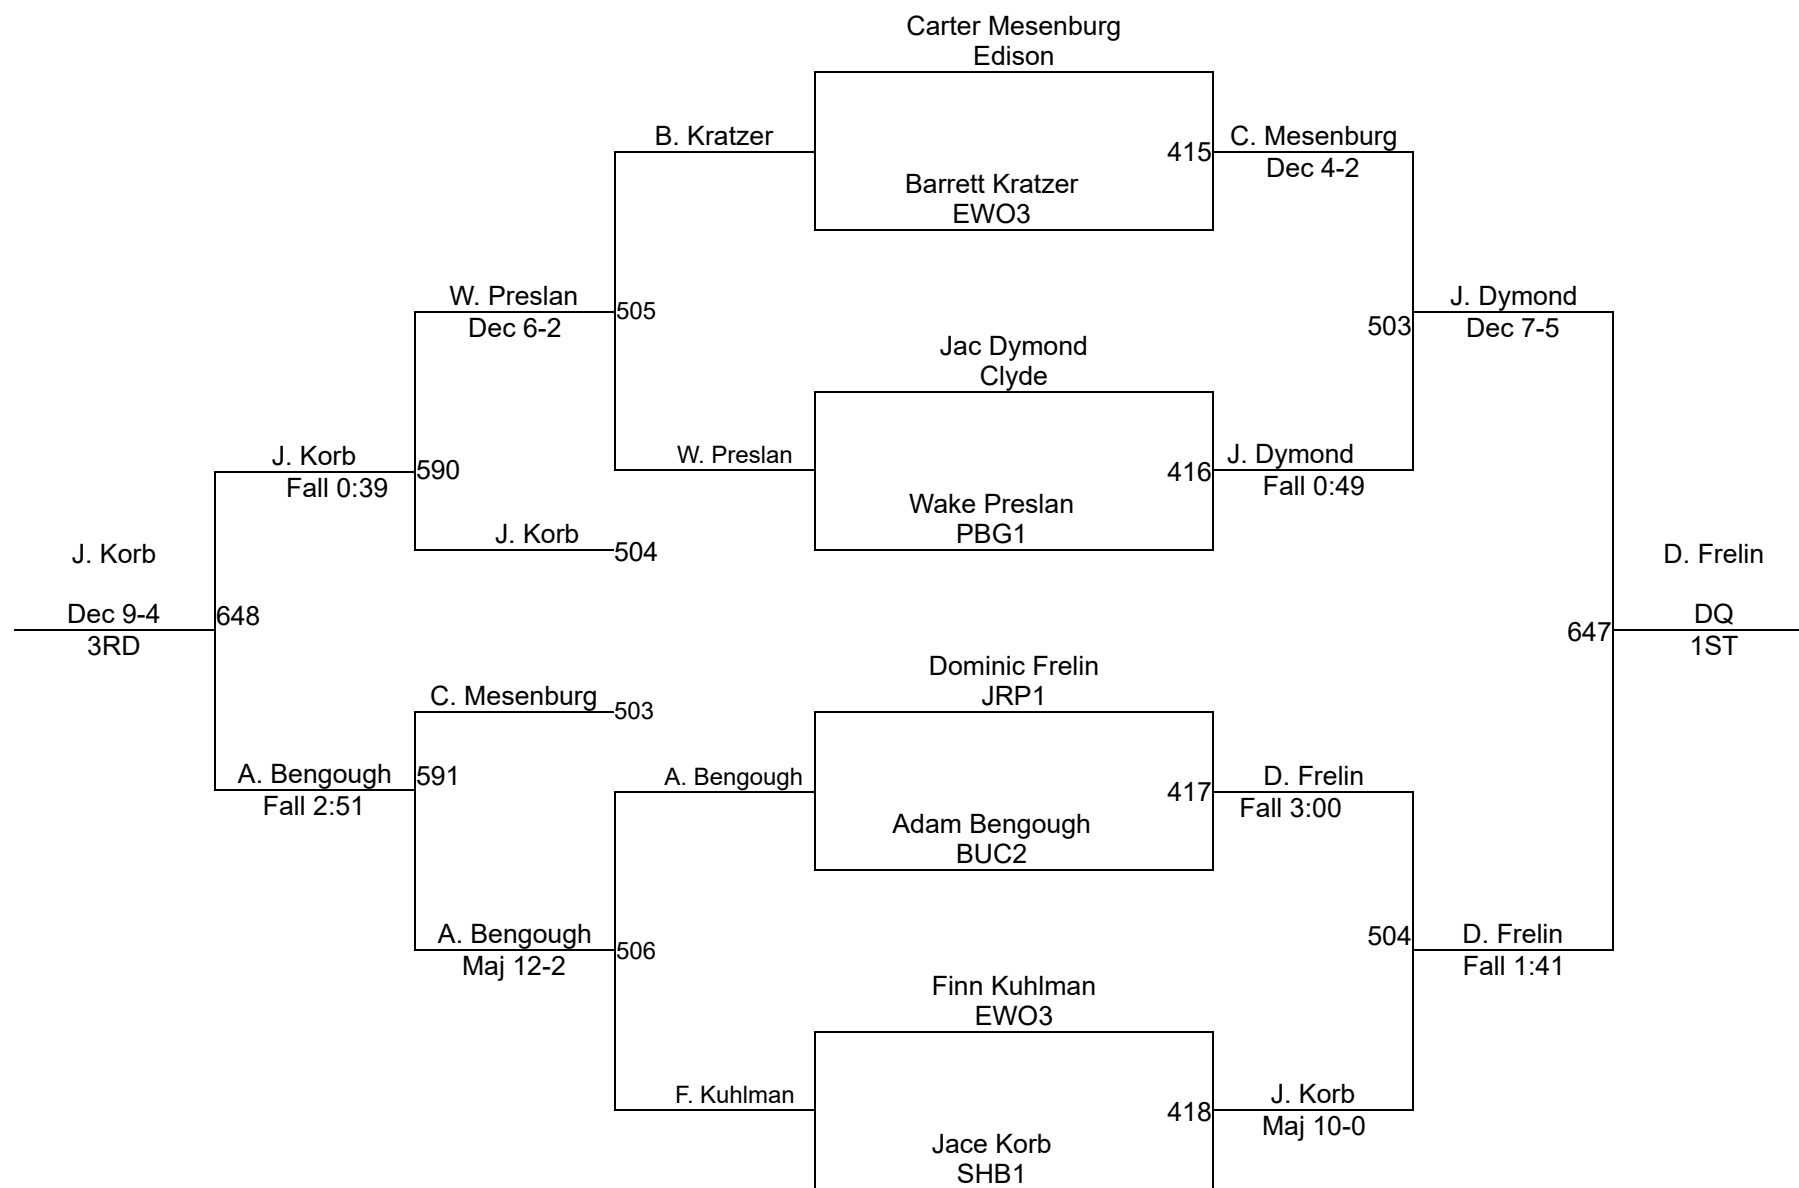 Carter Mesenburg
Edison
B. Kratzer
415
C. Mesenburg
Dec 4-2
Barrett Kratzer
EWO3
W. Preslan
Dec 6-2
505
503
J. Dymond
Dec 7-5
Jac Dymond
Clyde
J. Korb
Fall 0:39
590
W. Preslan
416
J. Dymond
Fall 0:49
Wake Preslan
PBG1
J. Korb
504
J. Korb
Dec 9-4
3RD
648
D. Frelin
DQ
1ST
647
Dominic Frelin
JRP1
C. Mesenburg
503
A. Bengough
Fall 2:51
591
A. Bengough
417
D. Frelin
Fall 3:00
Adam Bengough
BUC2
A. Bengough
Maj 12-2
506
504
D. Frelin
Fall 1:41
Finn Kuhlman
EWO3
F. Kuhlman
418
J. Korb
Maj 10-0
Jace Korb
SHB1